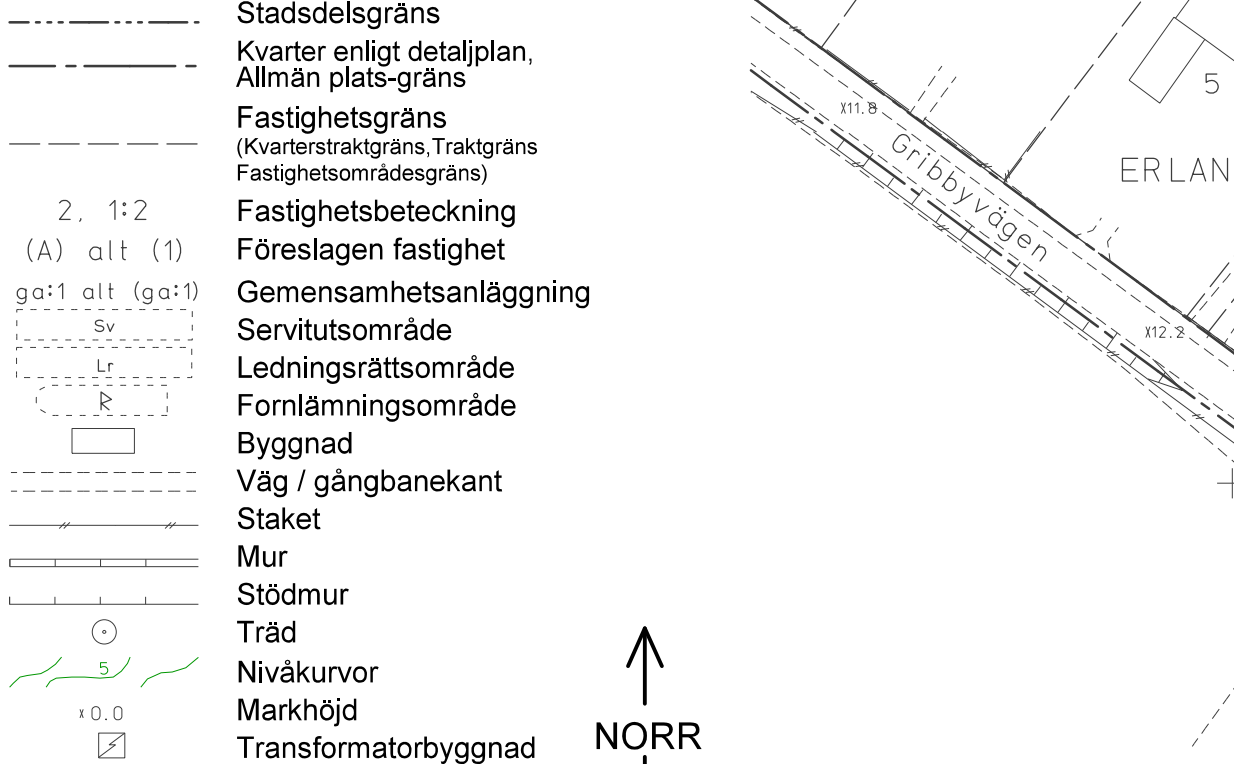 Stadsdelsgräns
Kvarter enligt detaljplan,
Allmän plats-gräns
Fastighetsgräns
(Kvarterstraktgräns,Traktgräns
Fastighetsområdesgräns)
2, 1:2 Fastighetsbeteckning
(A) alt (1) Föreslagen fastighet
ga:1 alt (ga:1) Gemensamhetsanläggning
Sv Servitutsområde
Lr Ledningsrättsområde
R Fornlämningsområde
Byggnad
Väg / gångbanekant
Staket
Mur
Stödmur
Träd
5 Nivåkurvor
x0.0 Markhöjd
Transformatorbyggnad
NORR
5
x11.8
Gribbyvägen
ERLAN
x12.2